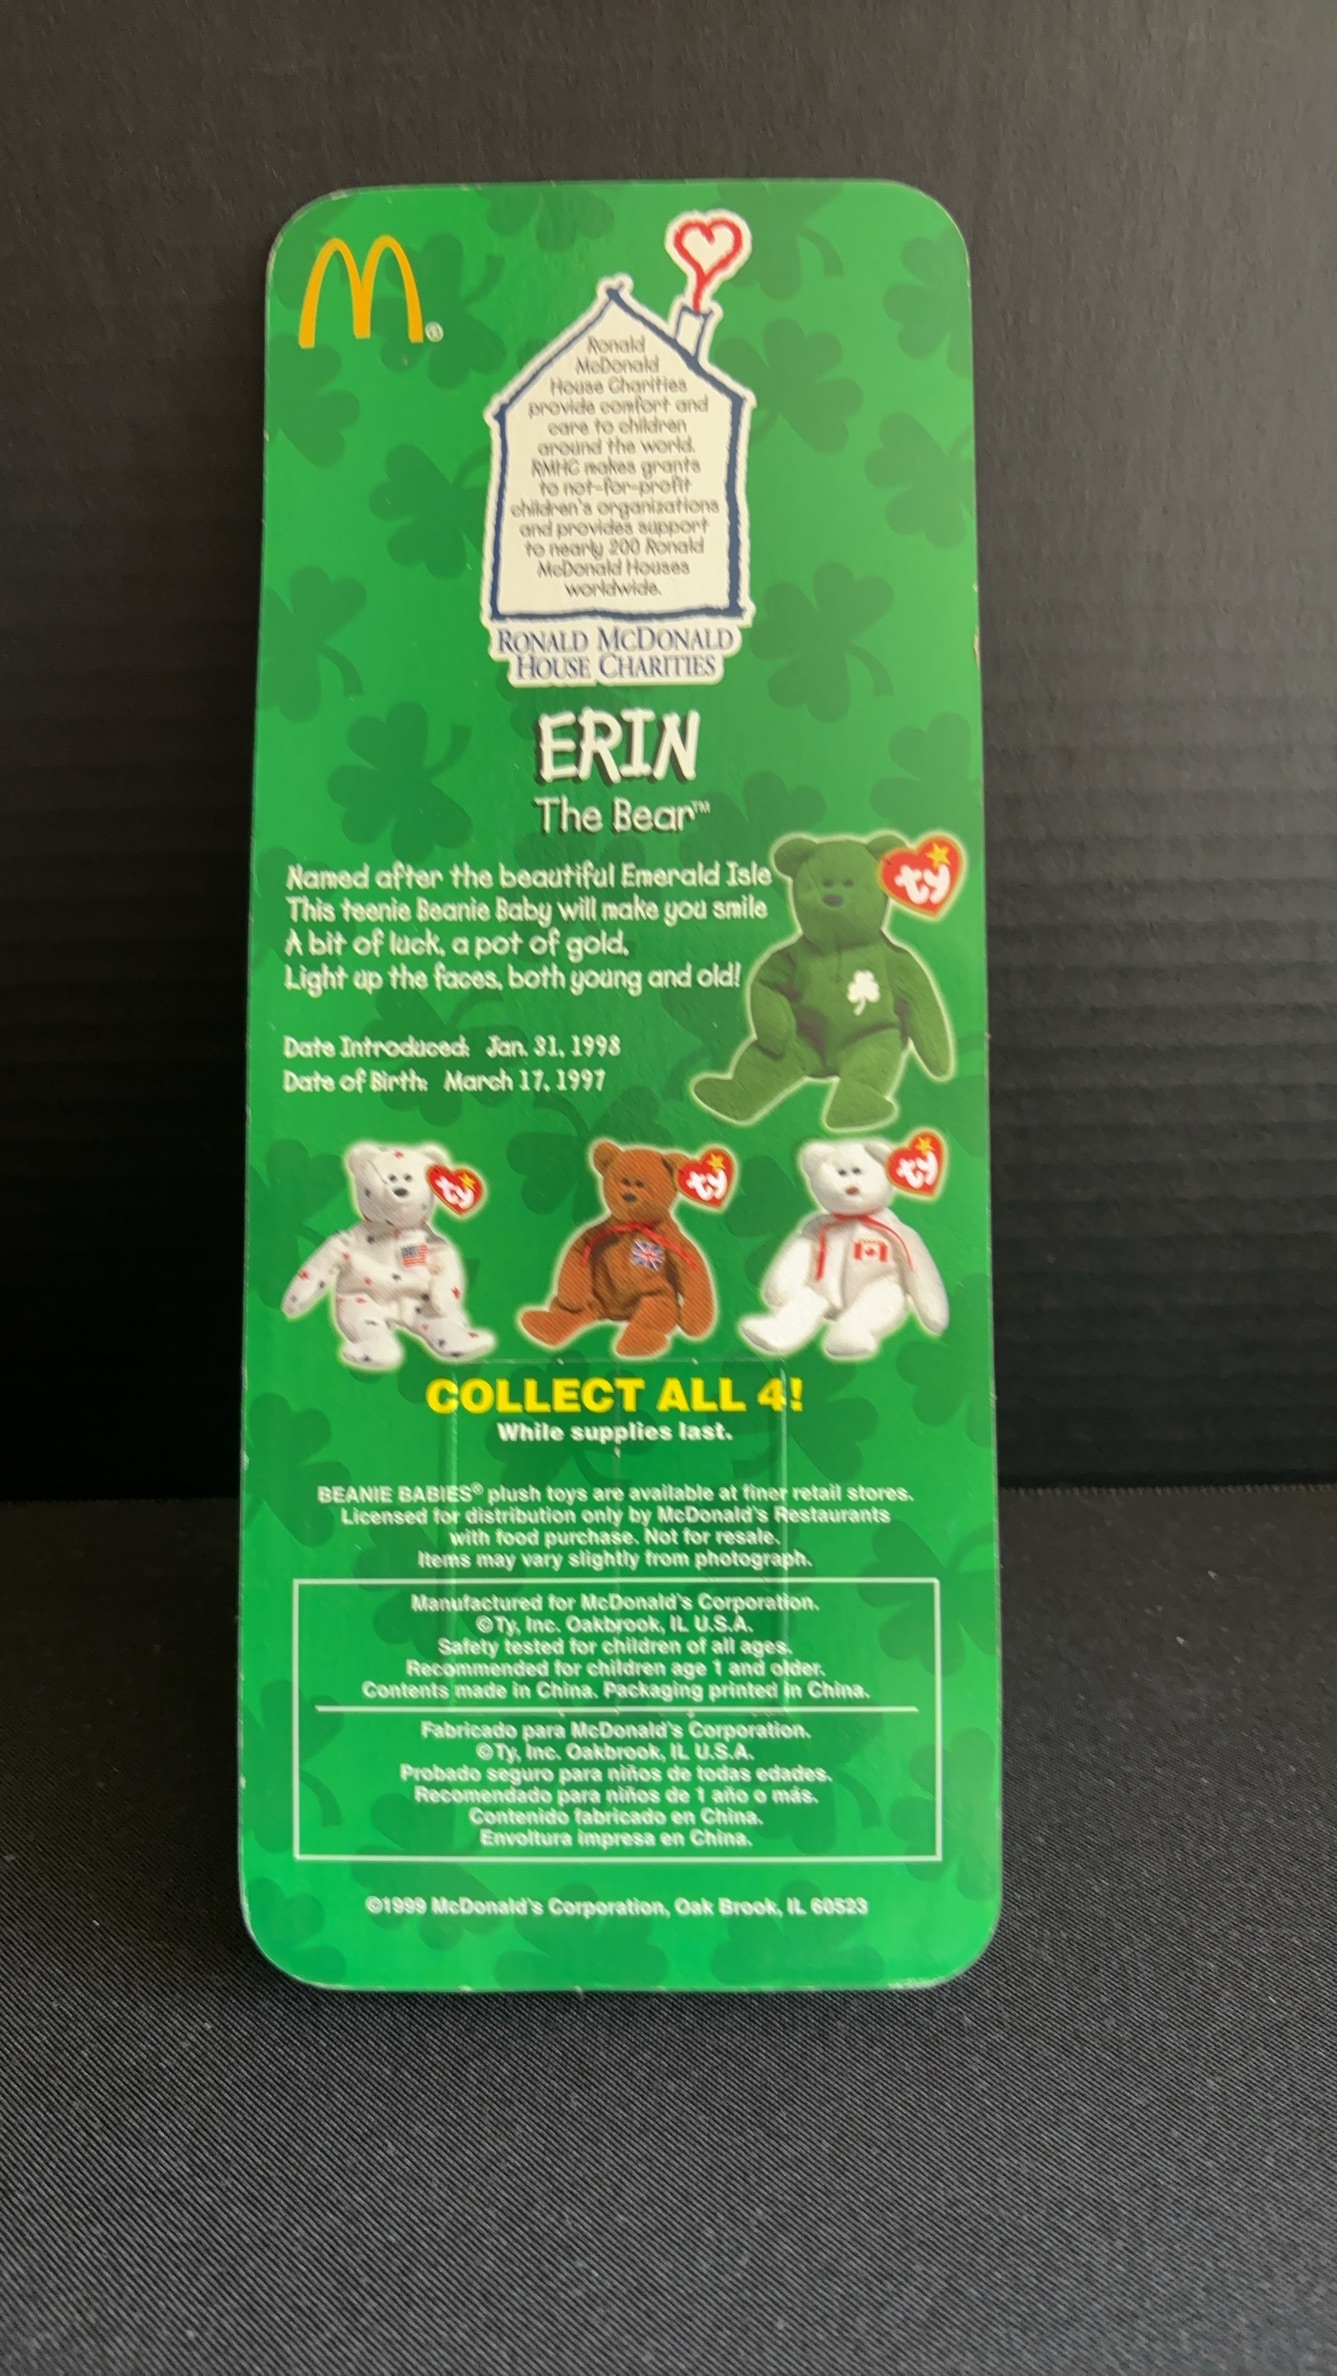 M®
Ronald
McDonald
House Charities
provide comfort and
care to children
around the world.
RMHC makes grants
to not-for-profit
children's organizations
and provides support
to nearly 200 Ronald
McDonald Houses
worldwide.
RONALD MCDONALD
HOUSE CHARITIES
ERIN
The Bear™
Named after the beautiful Emerald Isle
This teenie Beanie Baby will make you smile
A bit of luck, a pot of gold,
Light up the faces, both young and old!
ty
Date Introduced: Jan. 31, 1998
Date of Birth: March 17, 1997
ty
ty
ty
COLLECT ALL 4!
While supplies last.
BEANIE BABIES® plush toys are available at finer retail stores.
Licensed for distribution only by McDonald's Restaurants
with food purchase. Not for resale.
Items may vary slightly from photograph.
Manufactured for McDonald's Corporation.
©Ty, Inc. Oakbrook, IL U.S.A.
Safety tested for children of all ages.
Recommended for children age 1 and older.
Contents made in China. Packaging printed in China.
Fabricado para McDonald's Corporation.
©Ty, Inc. Oakbrook, IL U.S.A.
Probado seguro para niños de todas edades.
Recomendado para niños de 1 año o más.
Contenido fabricado en China.
Envoltura impresa en China.
©1999 McDonald's Corporation, Oak Brook, IL 60523